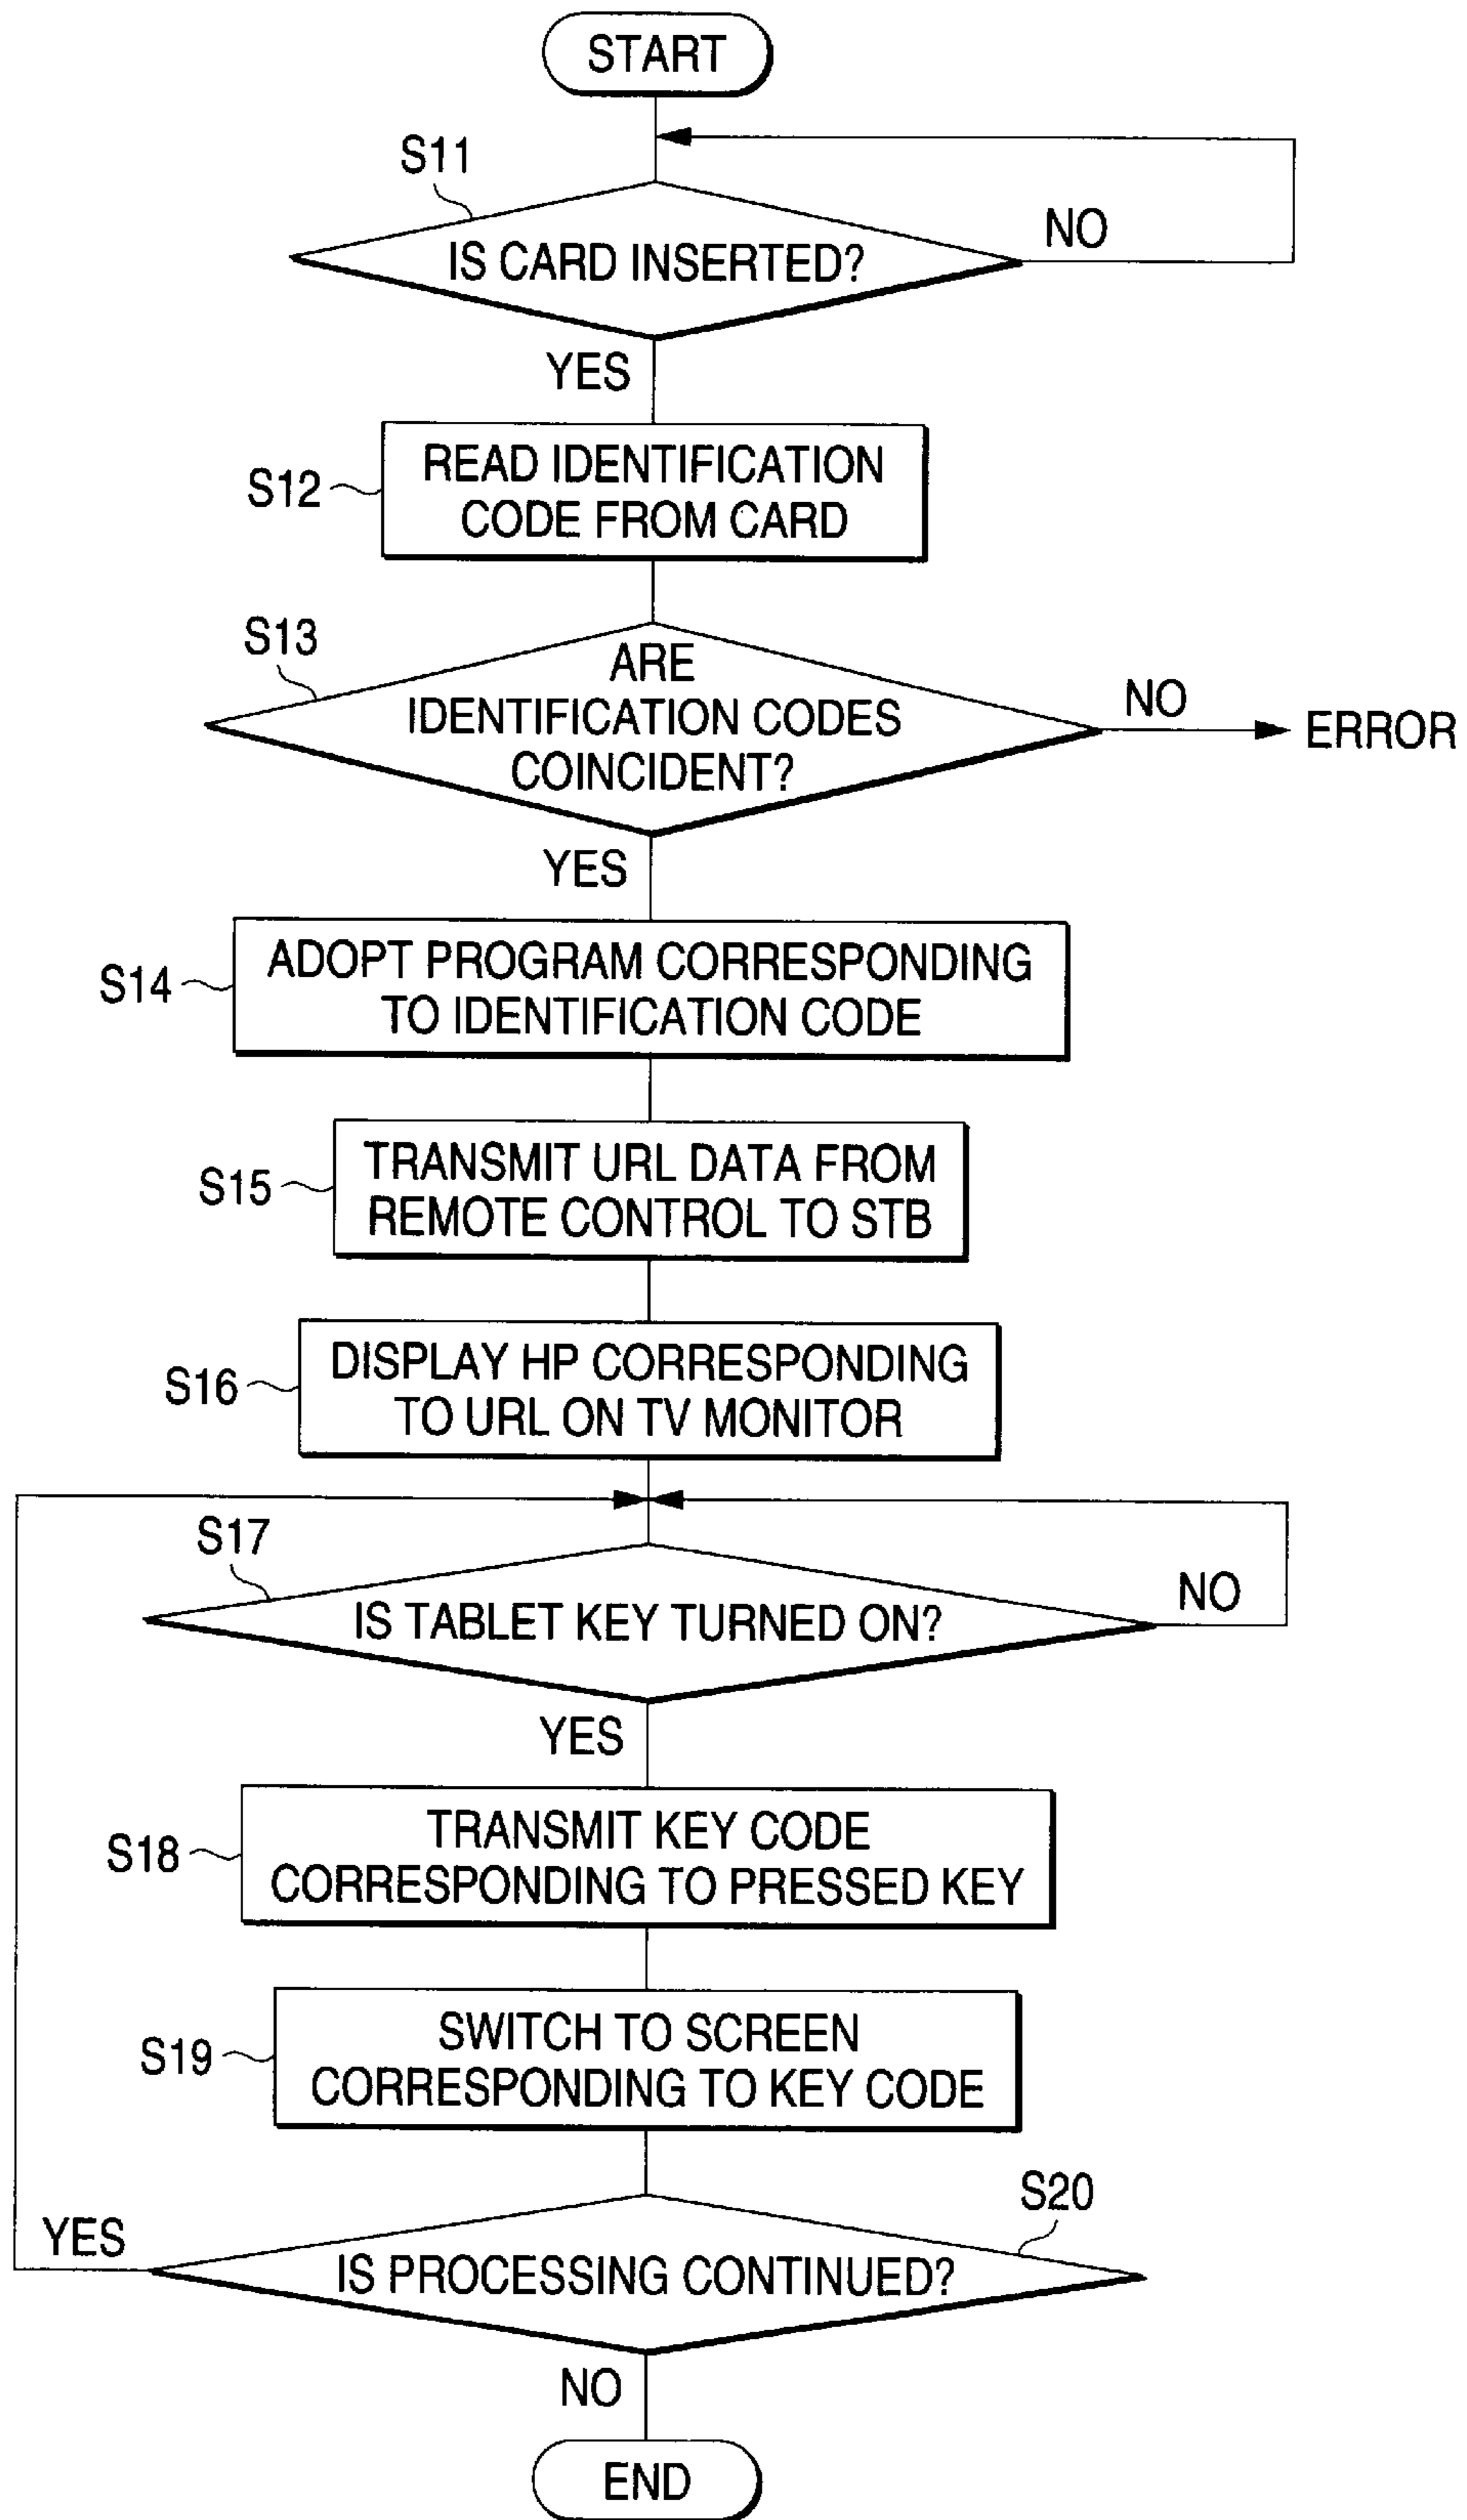 START
S11
IS CARD INSERTED?
NO
YES
S12
READ IDENTIFICATION
CODE FROM CARD
S13
ARE
IDENTIFICATION CODES
COINCIDENT?
NO
ERROR
YES
S14
ADOPT PROGRAM CORRESPONDING
TO IDENTIFICATION CODE
S15
TRANSMIT URL DATA FROM
REMOTE CONTROL TO STB
S16
DISPLAY HP CORRESPONDING
TO URL ON TV MONITOR
S17
IS TABLET KEY TURNED ON?
NO
YES
S18
TRANSMIT KEY CODE
CORRESPONDING TO PRESSED KEY
S19
SWITCH TO SCREEN
CORRESPONDING TO KEY CODE
S20
YES
IS PROCESSING CONTINUED?
NO
END